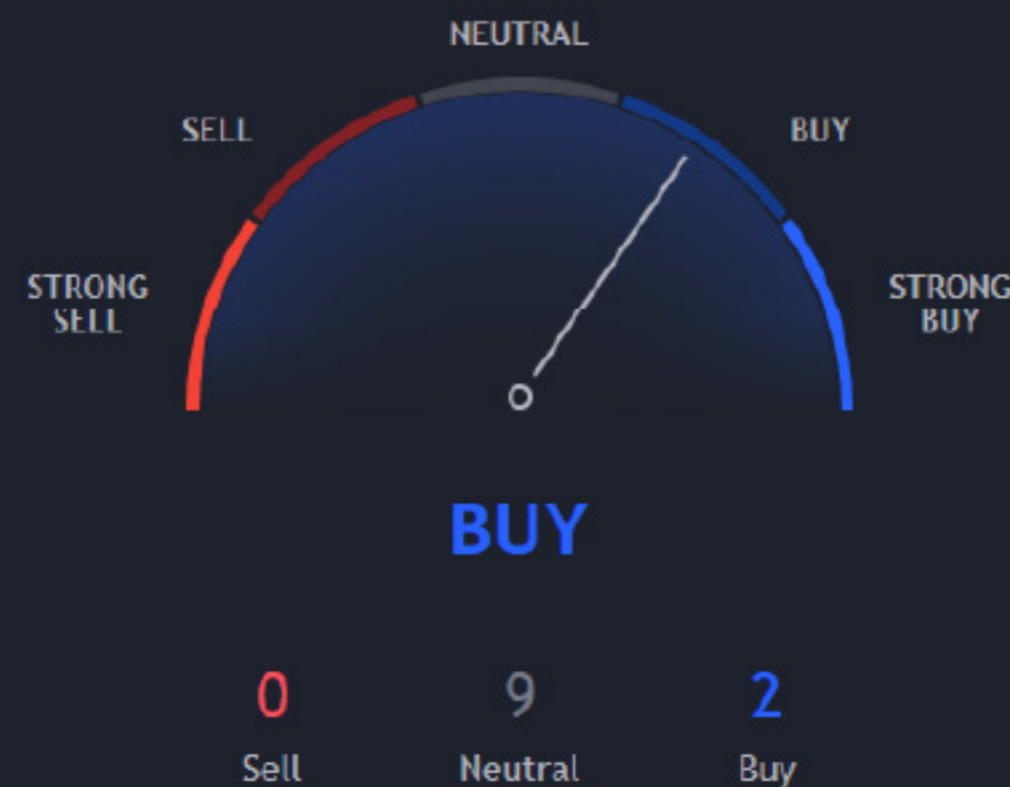 NEUTRAL
SELL
BUY
STRONG
SELL
STRONG
BUY
BUY
0
9
2
Sell
Neutral
Buy